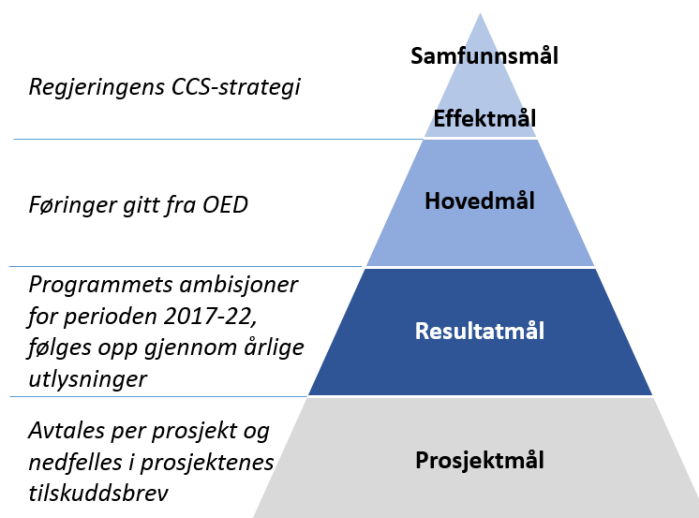 Samfunnsmål
Regjeringens CCS-strategi
Effektmål
Føringer gitt fra OED
Hovedmål
Programmets ambisjoner
for perioden 2017-22,
følges opp gjennom årlige
utlysninger
Resultatmål
Avtales per prosjekt og
nedfelles i prosjektenes
tilskuddsbrev
Prosjektmål